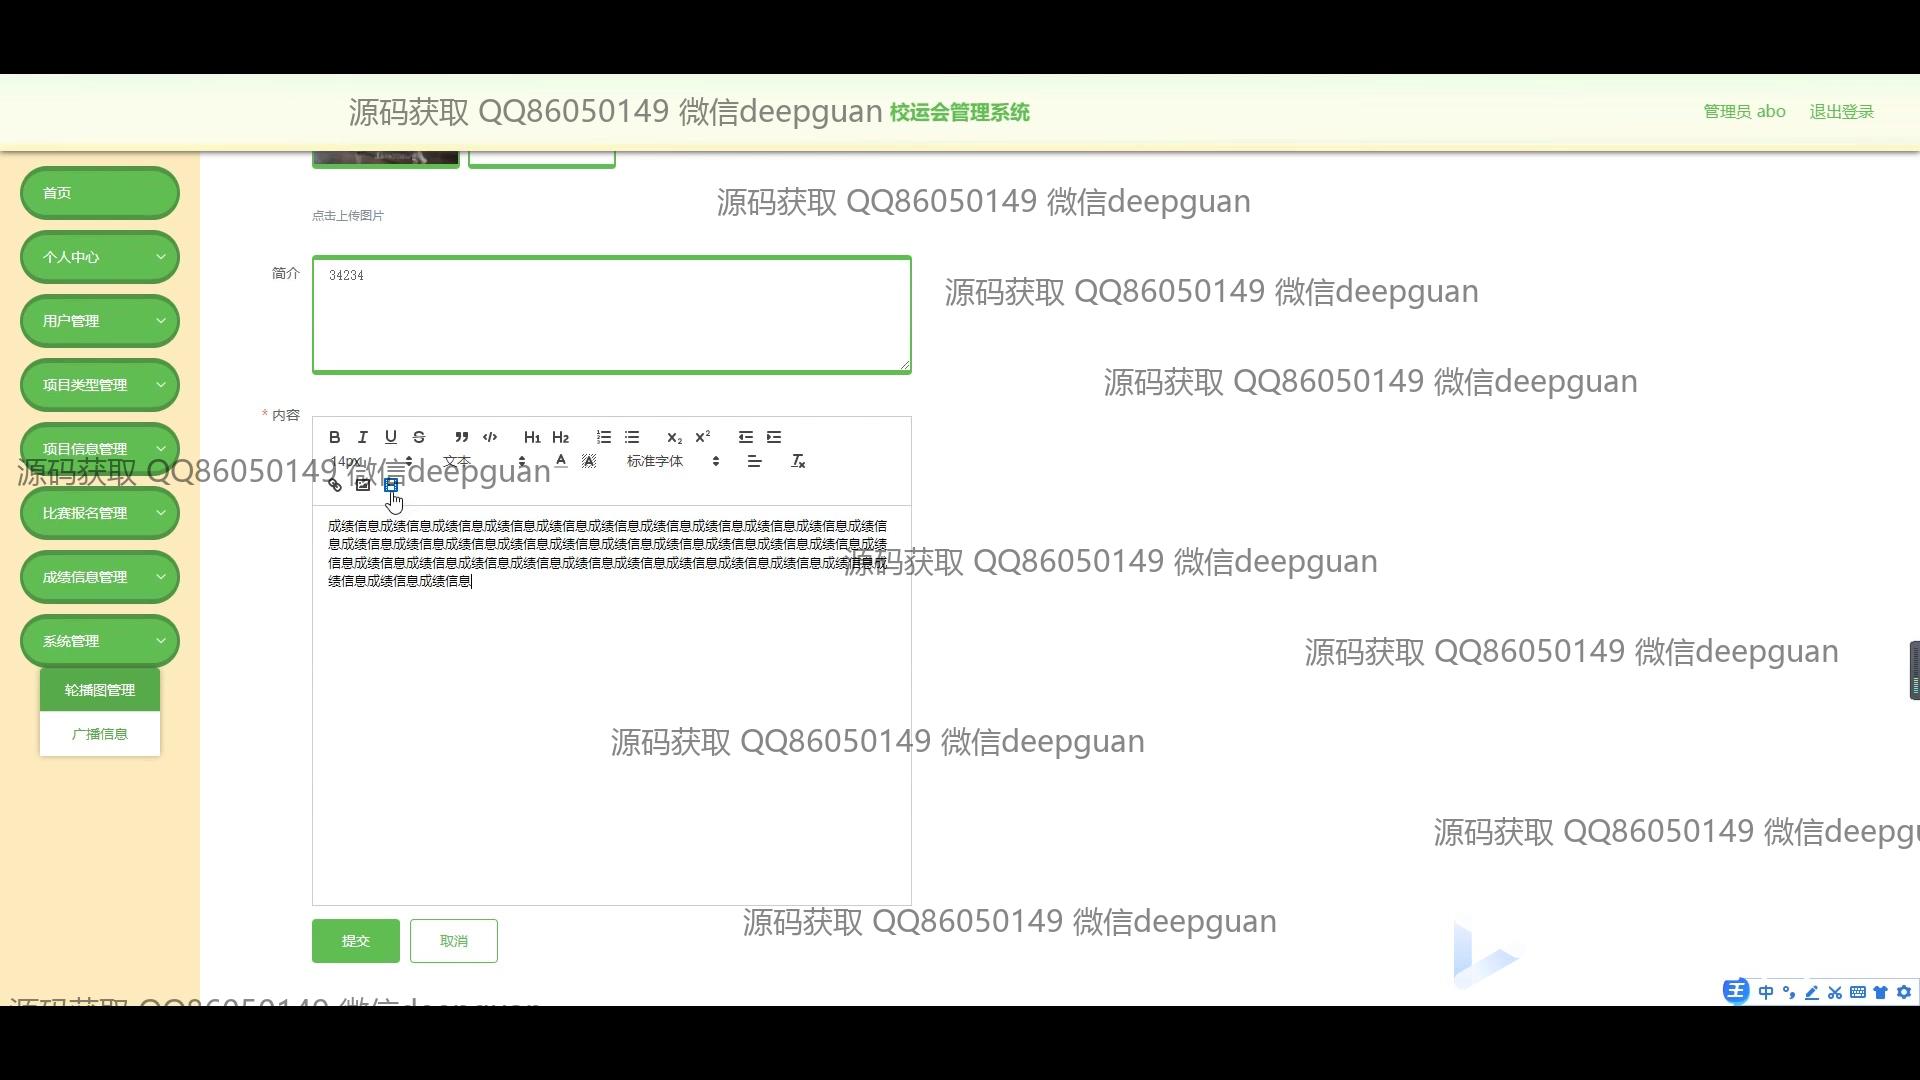 源码获取 QQ86050149 微信deepguan
校运会管理系统
管理员 abo
退出登录
首页
个人中心
用户管理
项目类型管理
项目信息管理
比赛报名管理
成绩信息管理
系统管理
轮播图管理
广播信息
点击上传图片
源码获取 QQ86050149 微信deepguan
简介
34234
源码获取 QQ86050149 微信deepguan
源码获取 QQ86050149 微信deepguan
* 内容
B I U S H1 H2 X2 X2
14px 文本 A A 标准字体 Tx
源码获取 QQ86050149 微信deepguan
成绩信息成绩信息成绩信息成绩信息成绩信息成绩信息成绩信息成绩信息成绩信息成绩信息成绩信
息成绩信息成绩信息成绩信息成绩信息成绩信息成绩信息成绩信息成绩信息成绩信息成绩信息成绩
信息成绩信息成绩信息成绩信息成绩信息成绩信息成绩信息成绩信息成绩信息成绩信息成绩信息成
绩信息成绩信息成绩信息
源码获取 QQ86050149 微信deepguan
源码获取 QQ86050149 微信deepguan
源码获取 QQ86050149 微信deepguan
源码获取 QQ86050149 微信deepgu
源码获取 QQ86050149 微信deepguan
提交
取消
王 中
源码获取 QQ86050149 微信deepguan